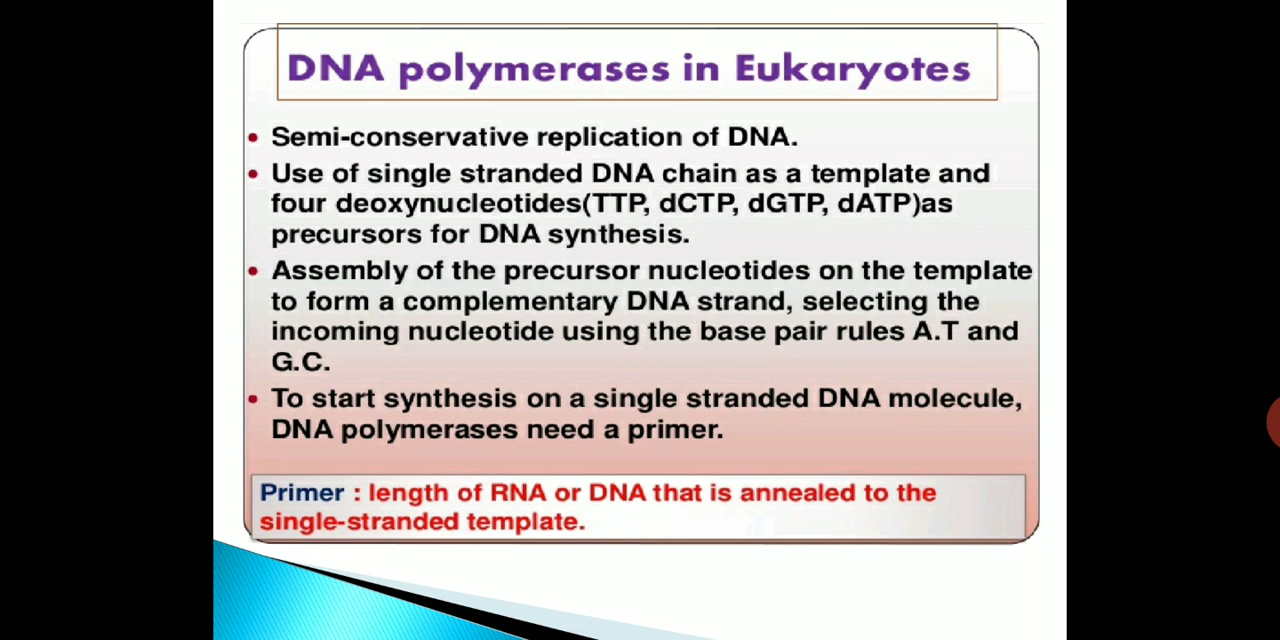 DNA polymerases in Eukaryotes
• Semi-conservative replication of DNA.
• Use of single stranded DNA chain as a template and
four deoxynucleotides(TTP, dCTP, dGTP, dATP)as
precursors for DNA synthesis.
• Assembly of the precursor nucleotides on the template
to form a complementary DNA strand, selecting the
incoming nucleotide using the base pair rules A.T and
G.C.
• To start synthesis on a single stranded DNA molecule,
DNA polymerases need a primer.
Primer : length of RNA or DNA that is annealed to the
single-stranded template.